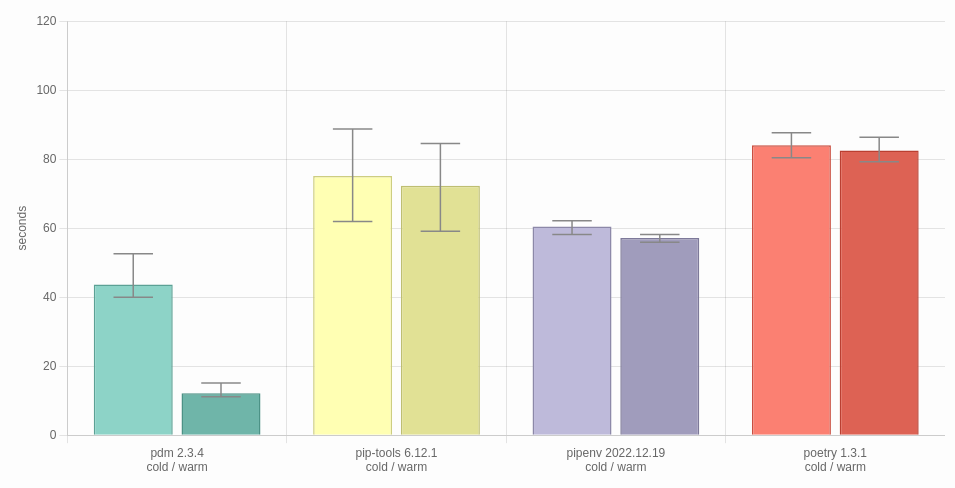 120
100
80
60
40
20
0
seconds
pdm 2.3.4
cold / warm
pip-tools 6.12.1
cold / warm
pipenv 2022.12.19
cold / warm
poetry 1.3.1
cold / warm